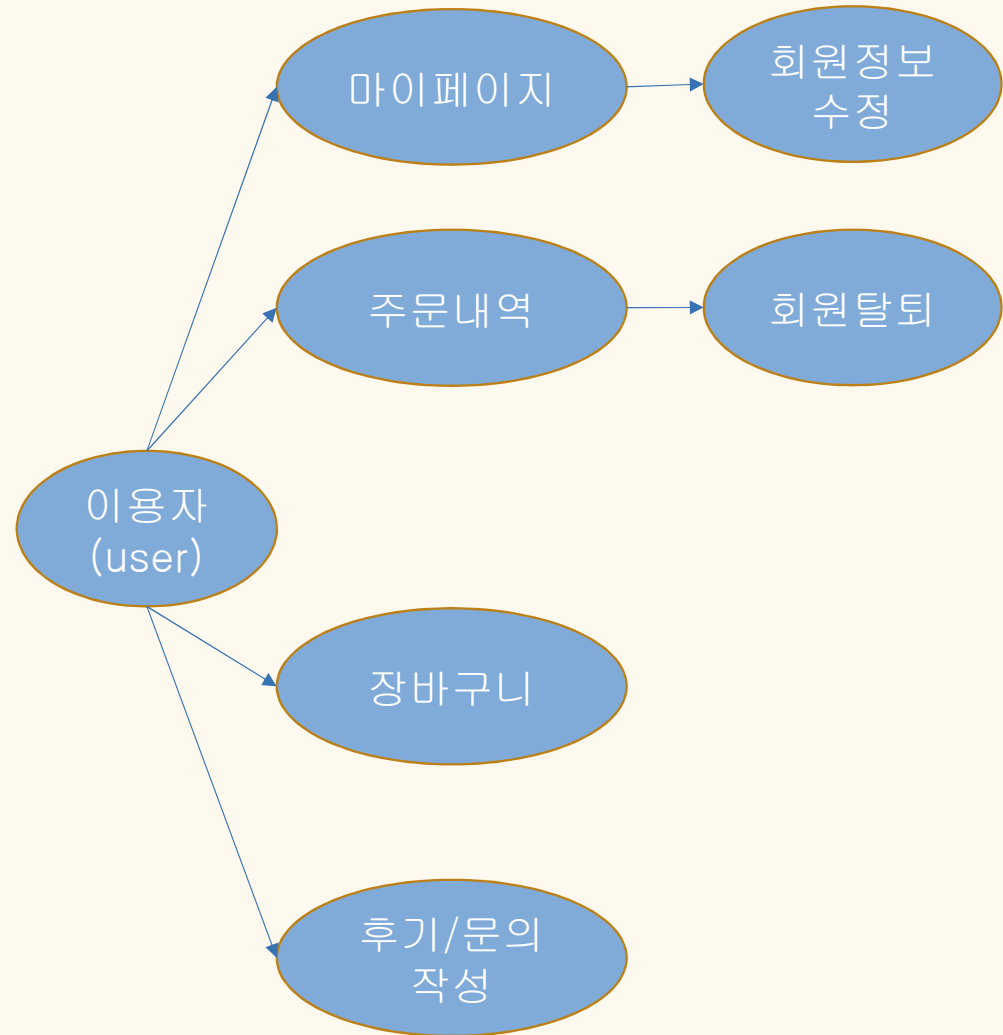 마이페이지
회원정보
수정
주문내역
회원탈퇴
이용자
(user)
장바구니
후기/문의
작성